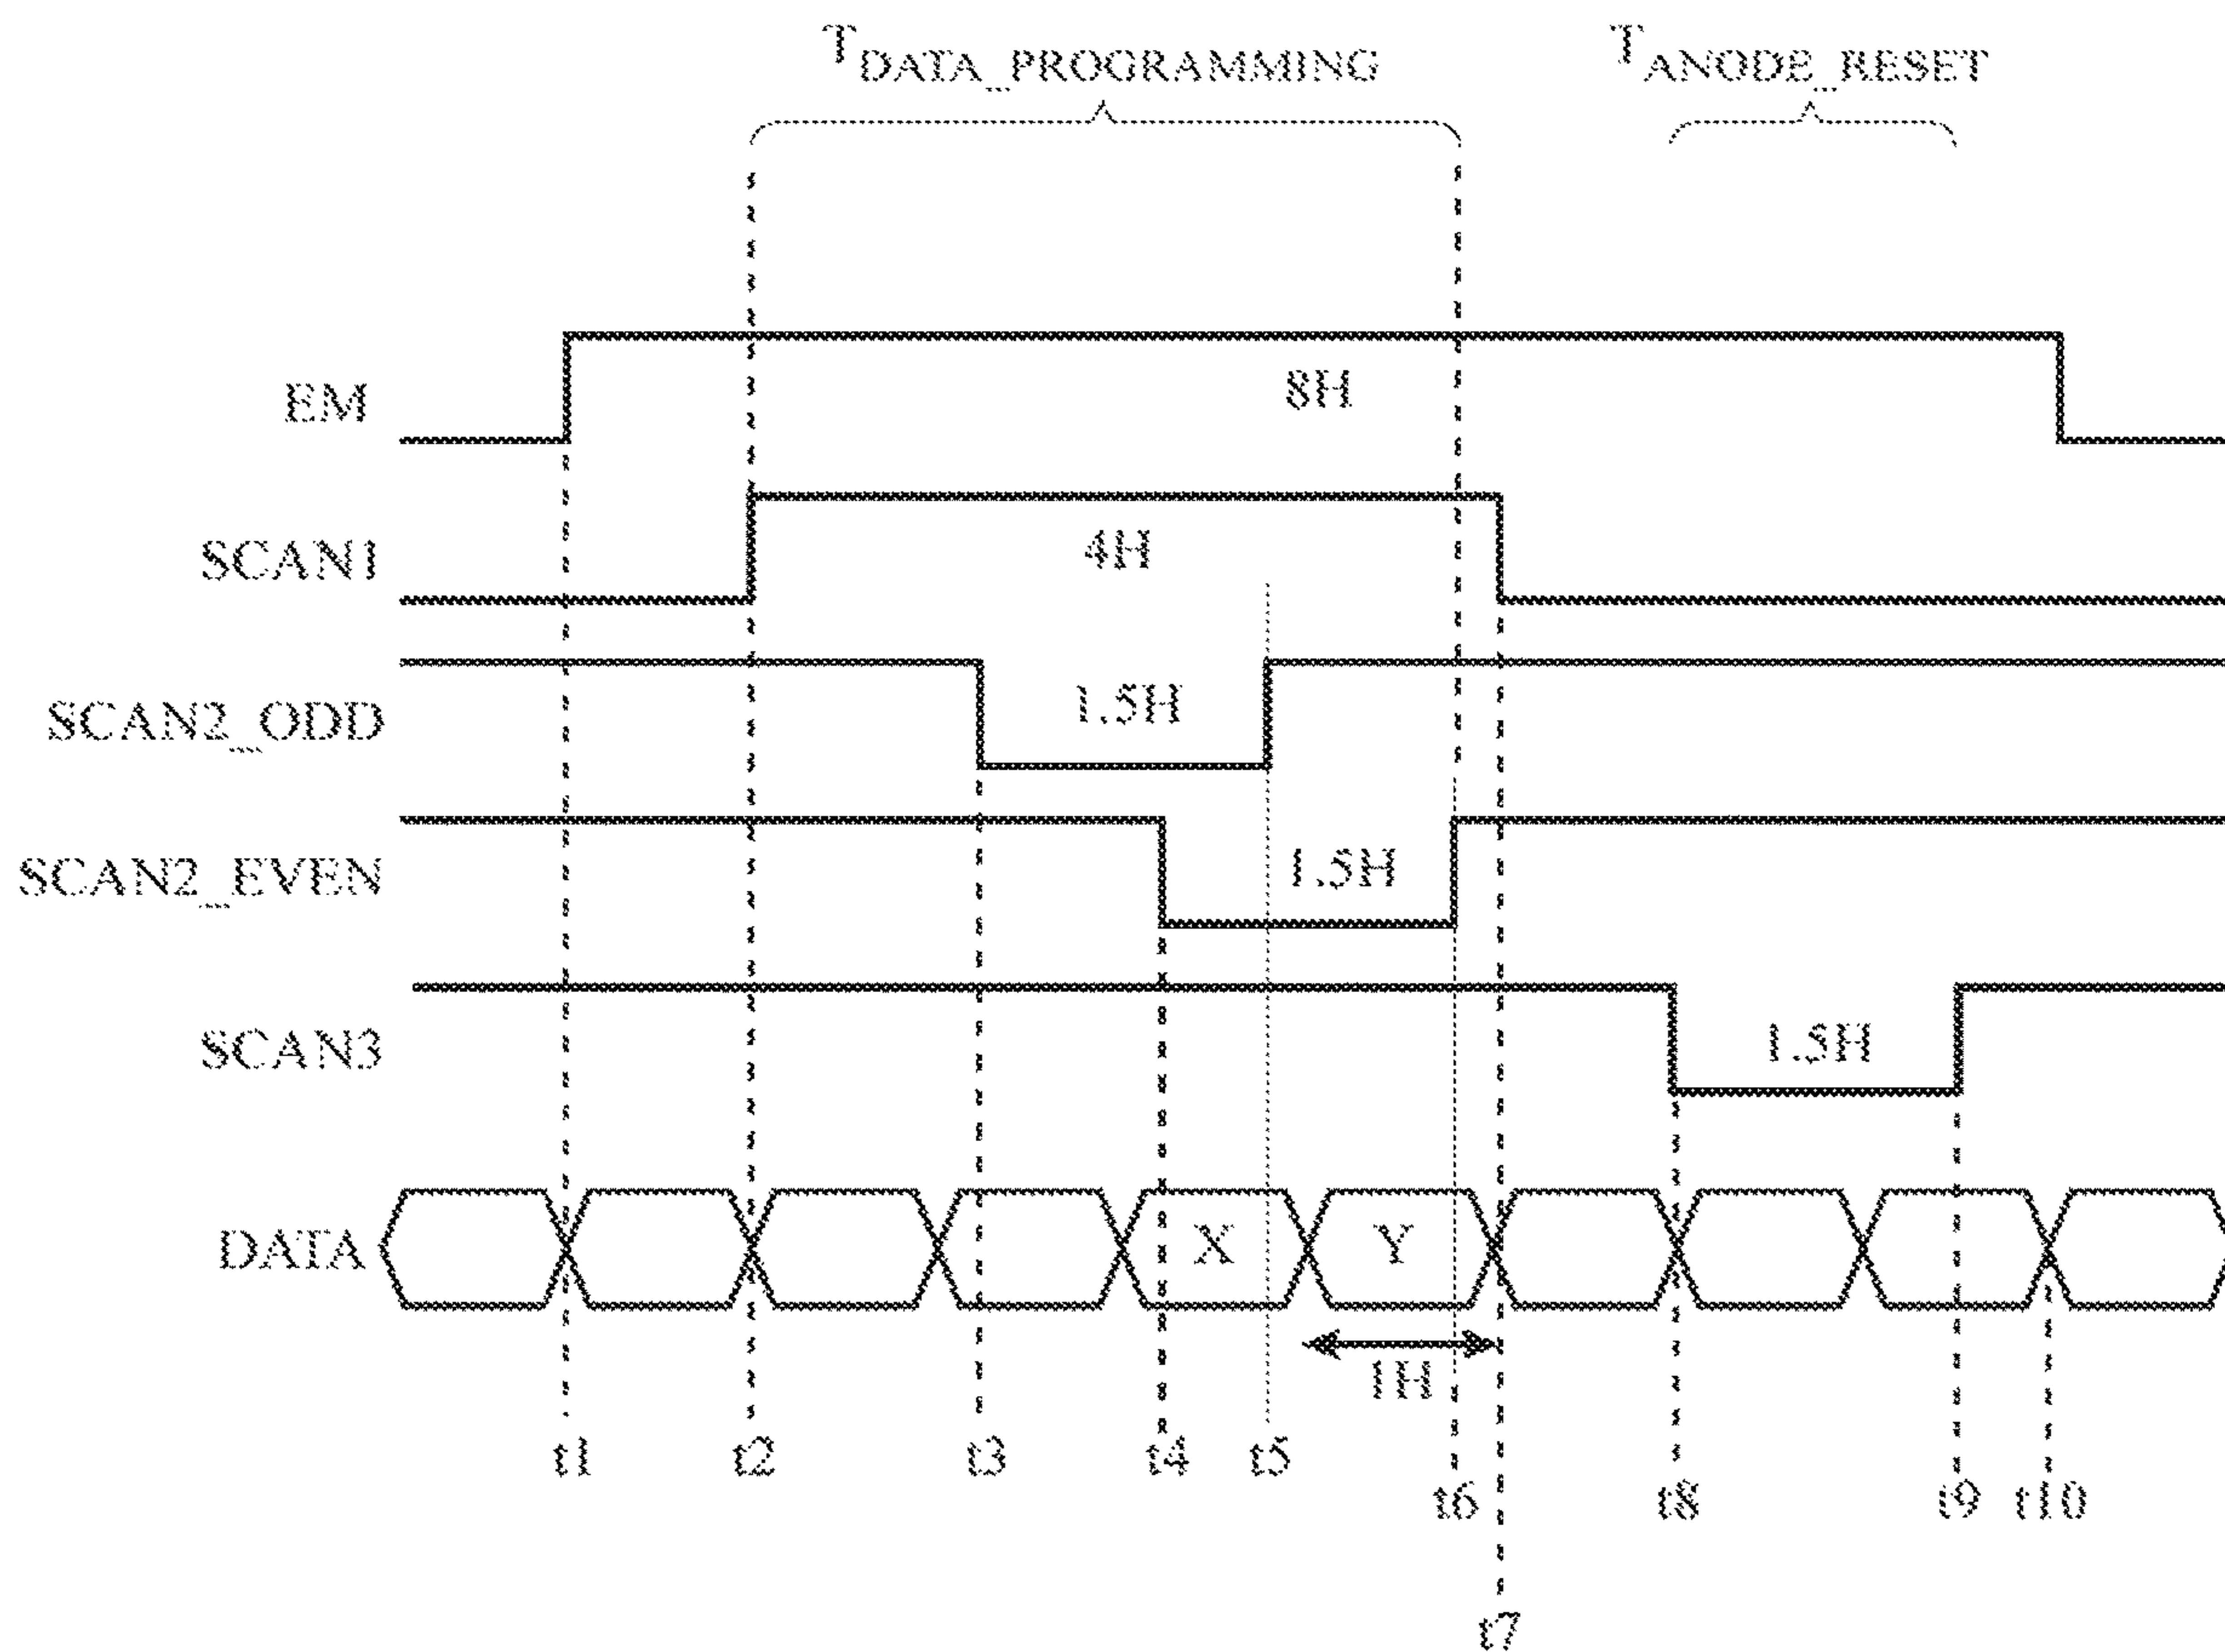 T_DATA_PROGRAMMING T_ANODE_RESET
EM 8H
SCAN1 4H
SCAN2_ODD 1.5H
SCAN2_EVEN 1.5H
SCAN3 1.5H
DATA X Y
1H
t1 t2 t3 t4 t5
t6 t8 t9 t10
t7